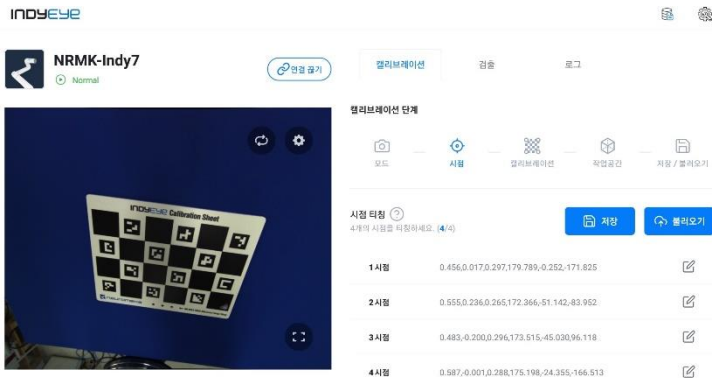 INDYEYE
NRMK-Indy7
Normal
연결 끊기
INDYEYE Calibration Sheet
neuromeka
캘리브레이션
검출
로그
캘리브레이션 단계
모드
시점
캘리브레이션
작업공간
저장 / 불러오기
시점 티칭 ?
4개의 시점을 티칭하세요. (4/4)
저장
불러오기
1시점 0.456,0.017,0.297,179.789,-0.252,-171.825
2시점 0.555,0.236,0.265,172.366,-51.142,-83.952
3시점 0.483,-0.200,0.296,173.515,-45.030,96.118
4시점 0.587,-0.001,0.288,175.198,-24.355,-166.513